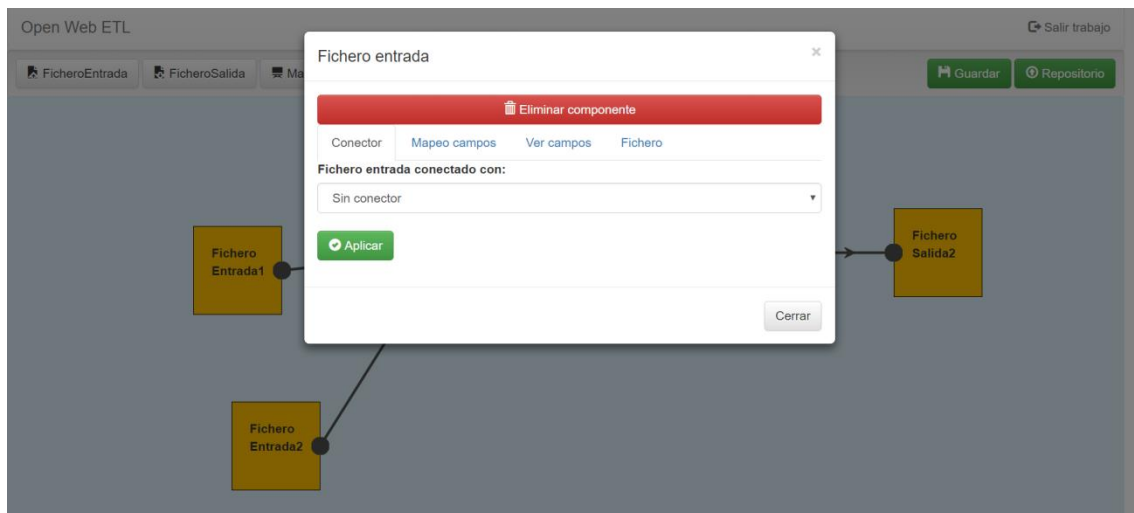 Open Web ETL
Salir trabajo
Fichero entrada
×
FicheroEntrada
FicheroSalida
Ma
Guardar
Repositorio
Eliminar componente
Conector
Mapeo campos
Ver campos
Fichero
Fichero entrada conectado con:
Sin conector
Aplicar
Cerrar
Fichero
Entrada1
Fichero
Salida2
Fichero
Entrada2